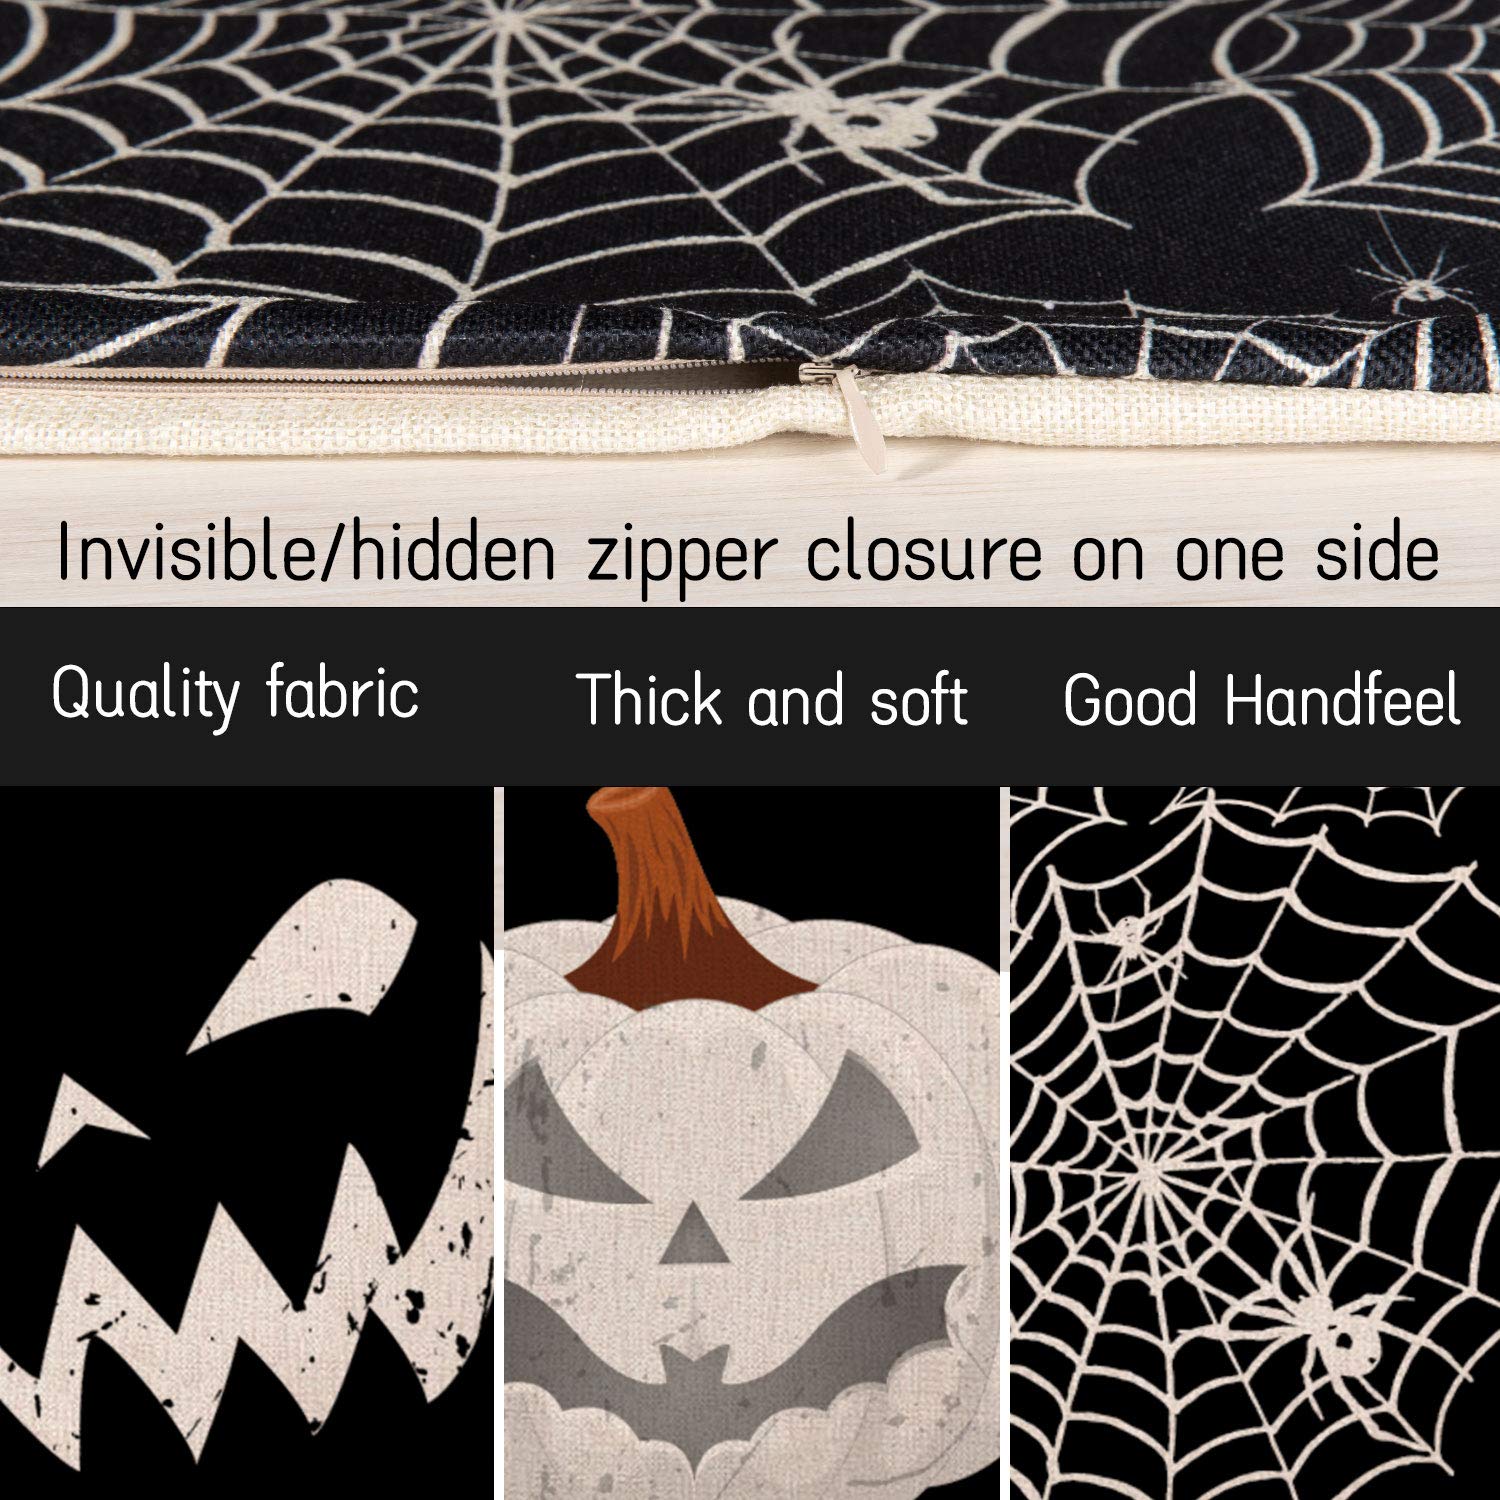 Invisible/hidden zipper closure on one side
Quality fabric
Thick and soft
Good Handfeel